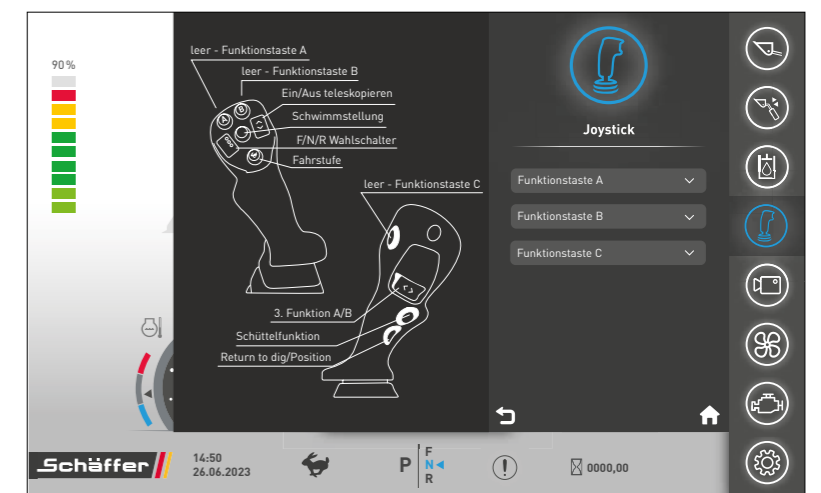 90 %
leer - Funktionstaste A
leer - Funktionstaste B
Ein/Aus teleskopieren
Schwimmstellung
F/N/R Wahlschalter
Fahrstufe
A
B
leer - Funktionstaste C
3. Funktion A/B
Schüttelfunktion
Return to dig/Position
Joystick
Funktionstaste A
Funktionstaste B
Funktionstaste C
Schäffer
14:50
26.06.2023
P
F
N
R
0000,00